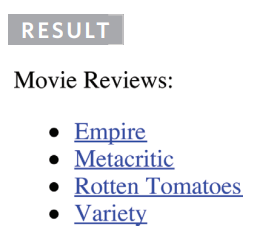 RESULT
Movie Reviews:
• Empire
• Metacritic
• Rotten Tomatoes
• Variety